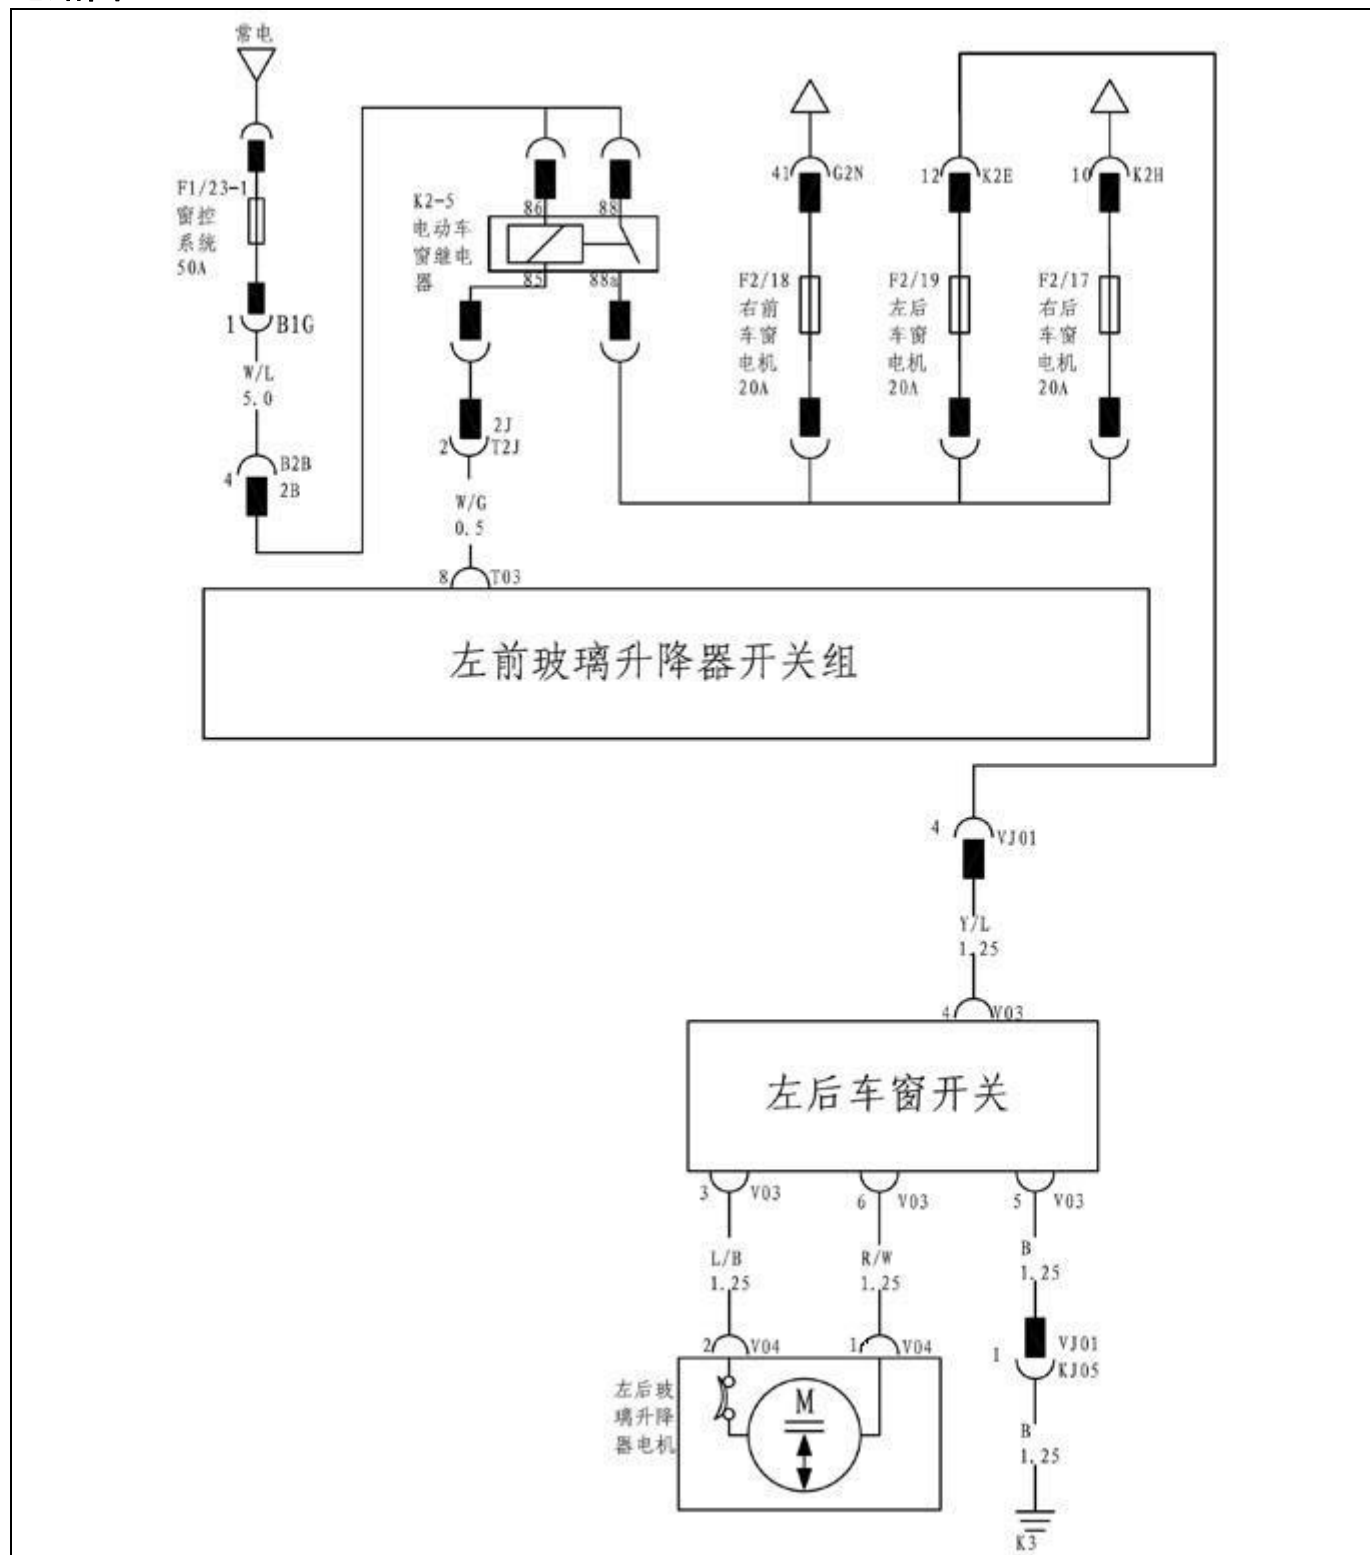 常电
F1/23-1
窗控
系统
50A
1
B1G
W/L
5.0
4
B2B
2B
K2-5
电动车
窗继电
器
86
88
85
88a
2J
2
T2J
W/G
0.5
8
T03
41
G2N
F2/18
右前
车窗
电机
20A
12
K2E
F2/19
左后
车窗
电机
20A
10
K2H
F2/17
右后
车窗
电机
20A
左前玻璃升降器开关组
4
VJ01
Y/L
1.25
4
V03
左后车窗开关
3
V03
6
V03
5
V03
L/B
1.25
R/W
1.25
B
1.25
2
V04
1
V04
VJ01
1
KJ05
左后玻
璃升降
器电机
M
B
1.25
K3